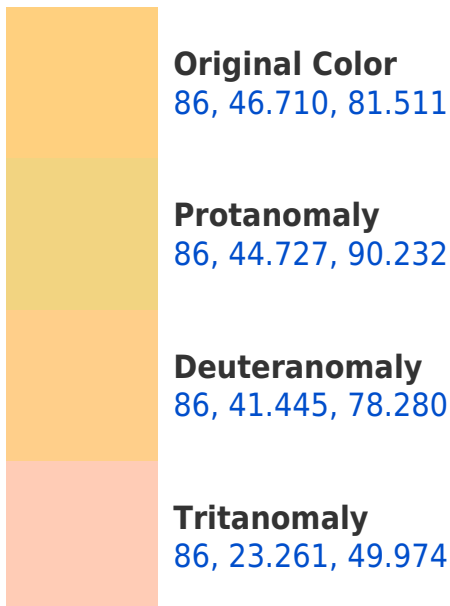 Original Color
86, 46.710, 81.511
Protanomaly
86, 44.727, 90.232
Deuteranomaly
86, 41.445, 78.280
Tritanomaly
86, 23.261, 49.974